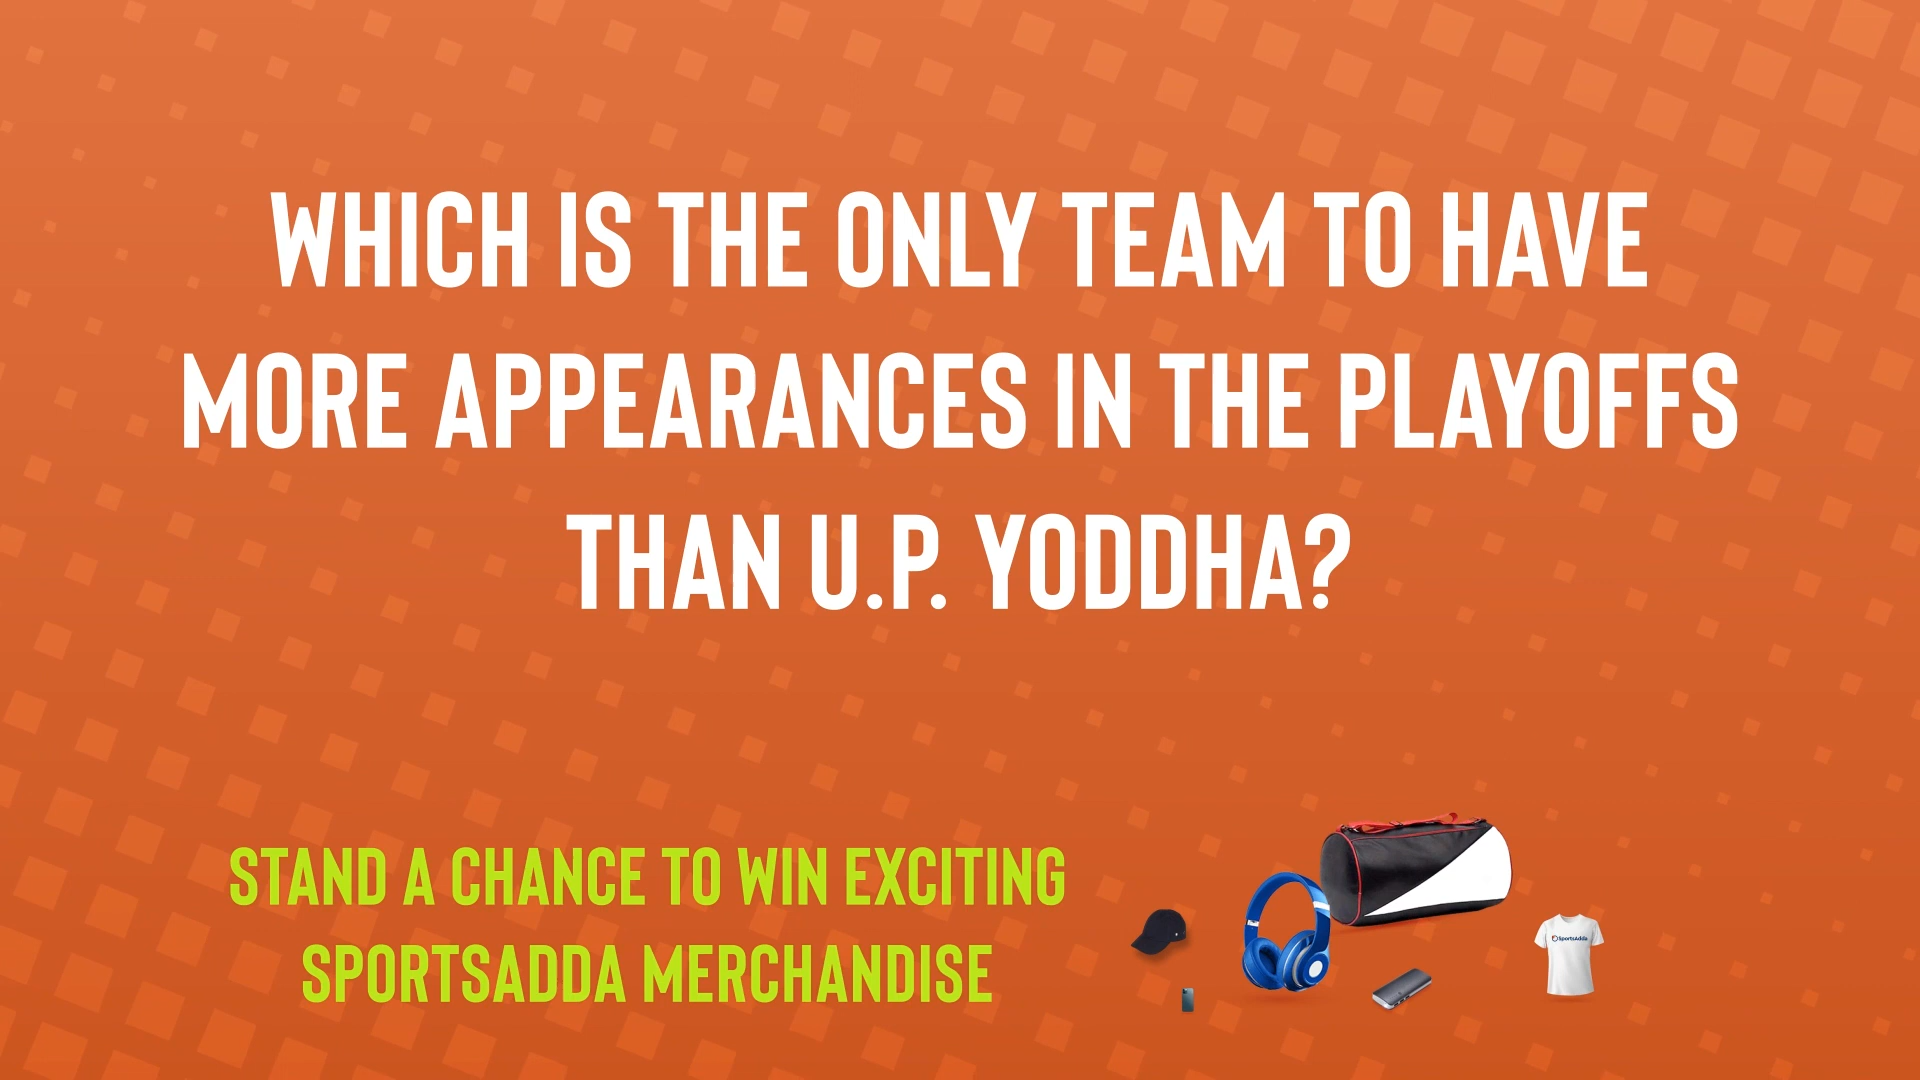 WHICH IS THE ONLY TEAM TO HAVE
MORE APPEARANCES IN THE PLAYOFFS
THAN U.P. YODDHA?
STAND A CHANCE TO WIN EXCITING
SPORTSADDA MERCHANDISE
SportsAdda